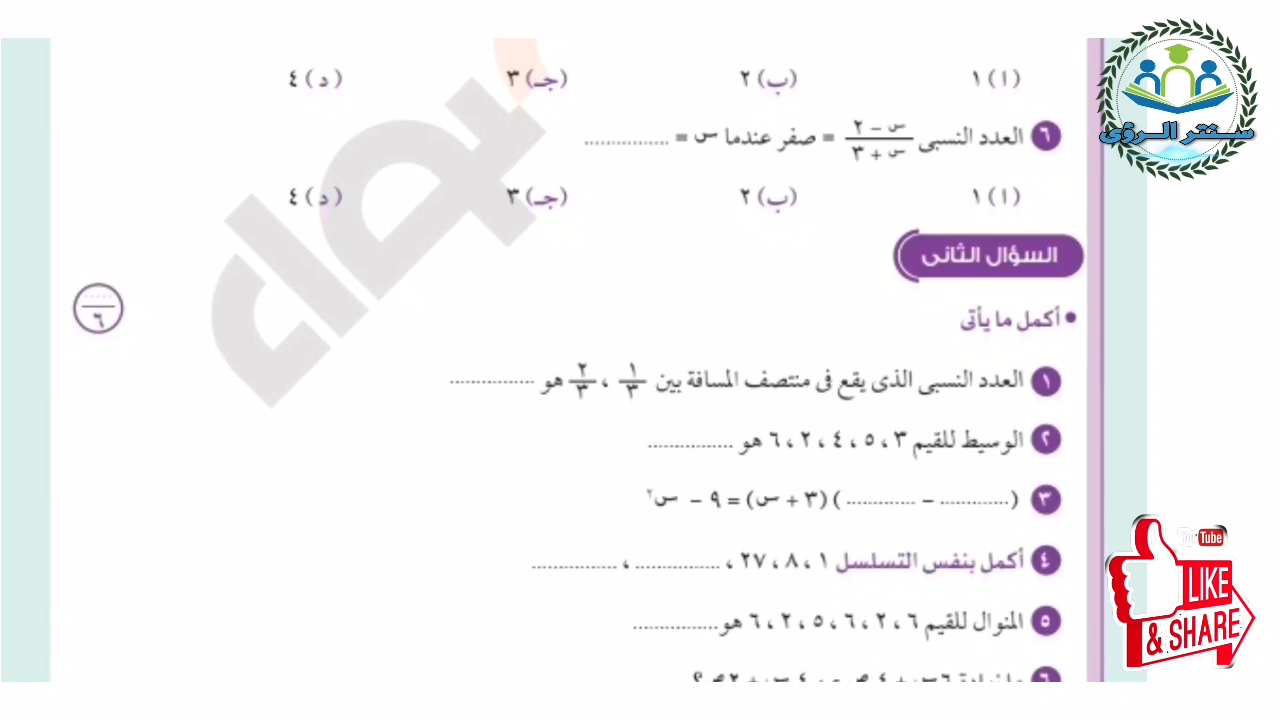 (ا) ١ (ب) ٢ (جـ) ٣ (د) ٤
٦ العدد النسبى س – ٢ / س + ٣ = صفر عندما س = ................
(ا) ١ (ب) ٢ (جـ) ٣ (د) ٤
السؤال الثانى
...... / ٦
• أكمل ما يأتى
١ العدد النسبى الذى يقع فى منتصف المسافة بين ١/٣ ، ٢/٣ هو ................
٢ الوسيط للقيم ٣ ، ٥ ، ٤ ، ٢ ، ٦ هو ................
٣ (............. – .............) (٣ + س) = ٩ – س٢
٤ أكمل بنفس التسلسل ١ ، ٨ ، ٢٧ ، ................ ، ................
٥ المنوال للقيم ٦ ، ٢ ، ٦ ، ٥ ، ٢ ، ٦ هو................
سنتر الرؤى
YouTube
LIKE
& SHARE